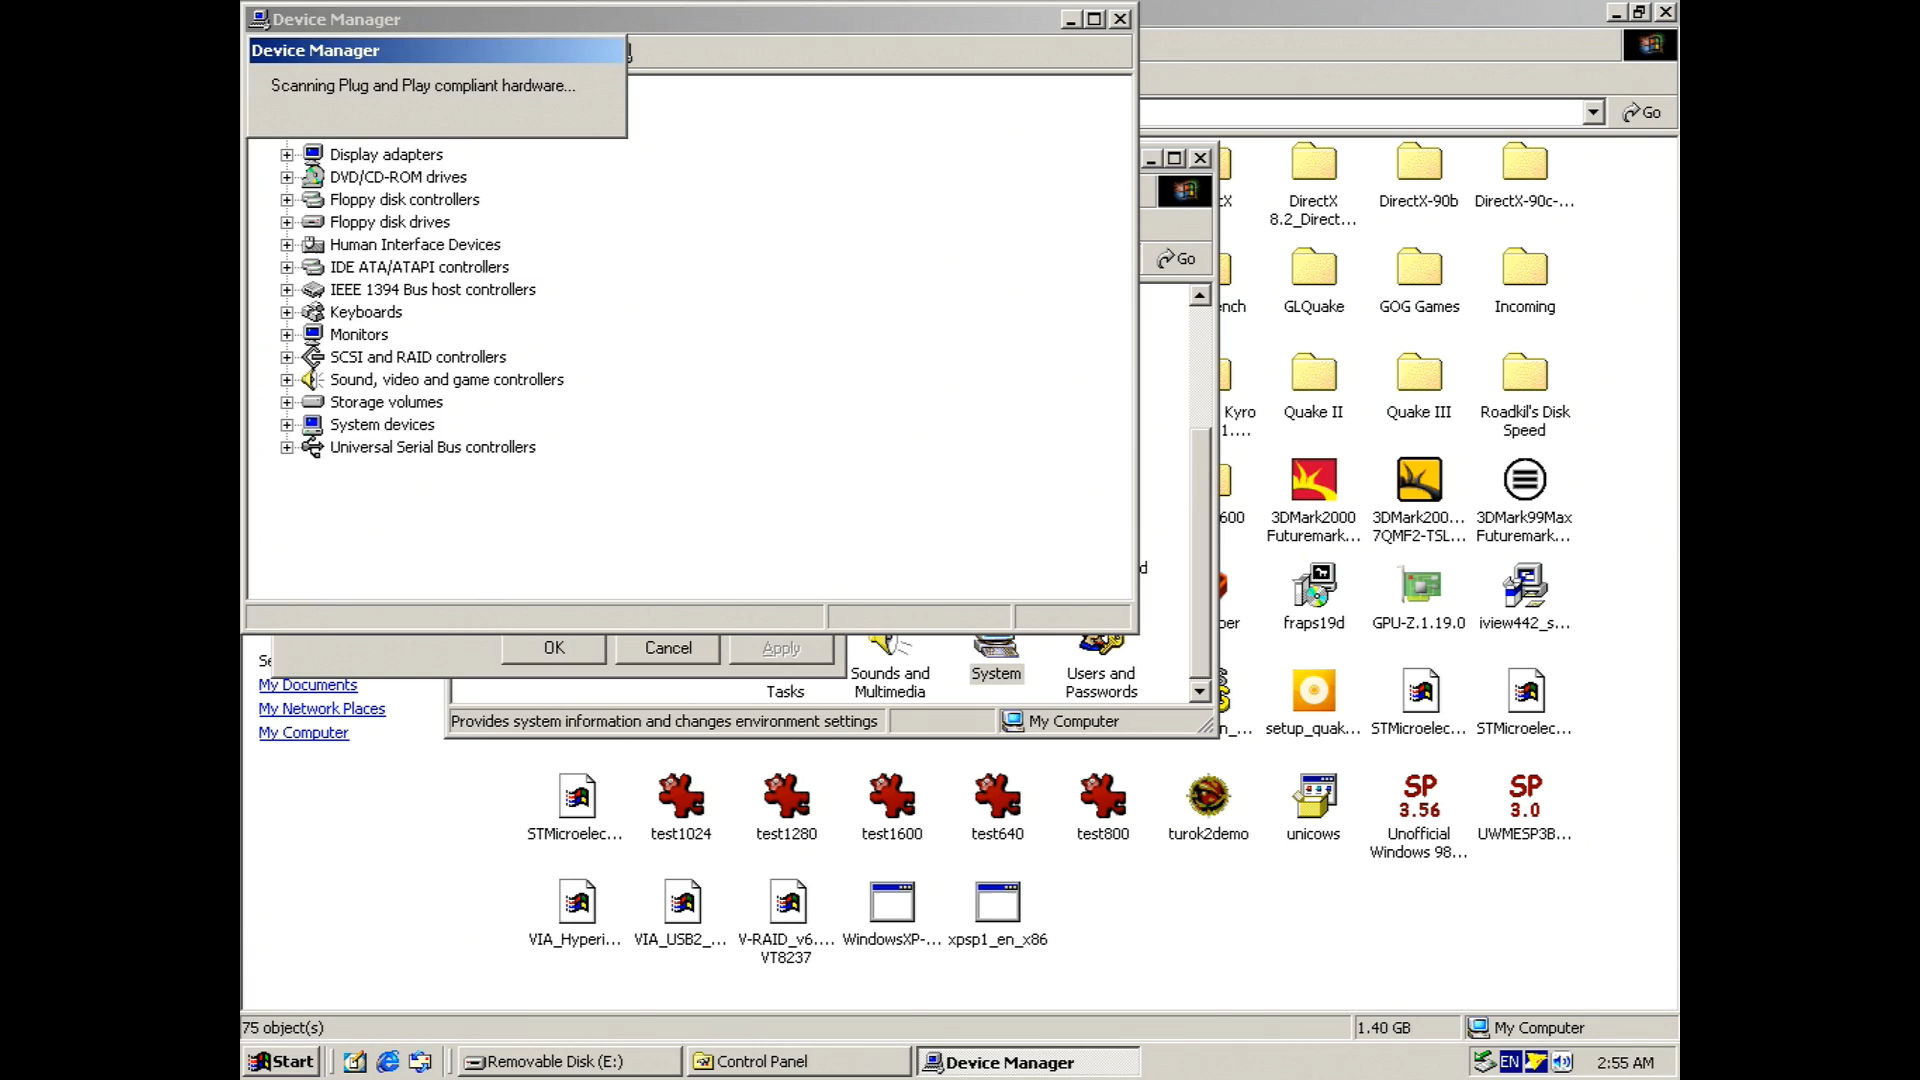 Device Manager
Device Manager
Scanning Plug and Play compliant hardware...
Display adapters
DVD/CD-ROM drives
Floppy disk controllers
Floppy disk drives
Human Interface Devices
IDE ATA/ATAPI controllers
IEEE 1394 Bus host controllers
Keyboards
Monitors
SCSI and RAID controllers
Sound, video and game controllers
Storage volumes
System devices
Universal Serial Bus controllers
Go
Go
DirectX
8.2_Direct...
DirectX-90b
DirectX-90c-...
GLQuake
GOG Games
Incoming
Kyro
1....
Quake II
Quake III
Roadkil's Disk
Speed
600
3DMark2000
Futuremark...
3DMark200...
7QMF2-TSL...
3DMark99Max
Futuremark...
fraps19d
GPU-Z.1.19.0
iview442_s...
OK
Cancel
Apply
My Documents
My Network Places
My Computer
Tasks
Sounds and
Multimedia
System
Users and
Passwords
Provides system information and changes environment settings
My Computer
setup_quak...
STMicroelec...
STMicroelec...
STMicroelec...
test1024
test1280
test1600
test640
test800
turok2demo
unicows
SP
3.56
Unofficial
Windows 98...
SP
3.0
UWMESP3B...
VIA_Hyperi...
VIA_USB2_...
V-RAID_v6....
VT8237
WindowsXP-...
xpsp1_en_x86
75 object(s)
1.40 GB
My Computer
Start
Removable Disk (E:)
Control Panel
Device Manager
EN
2:55 AM